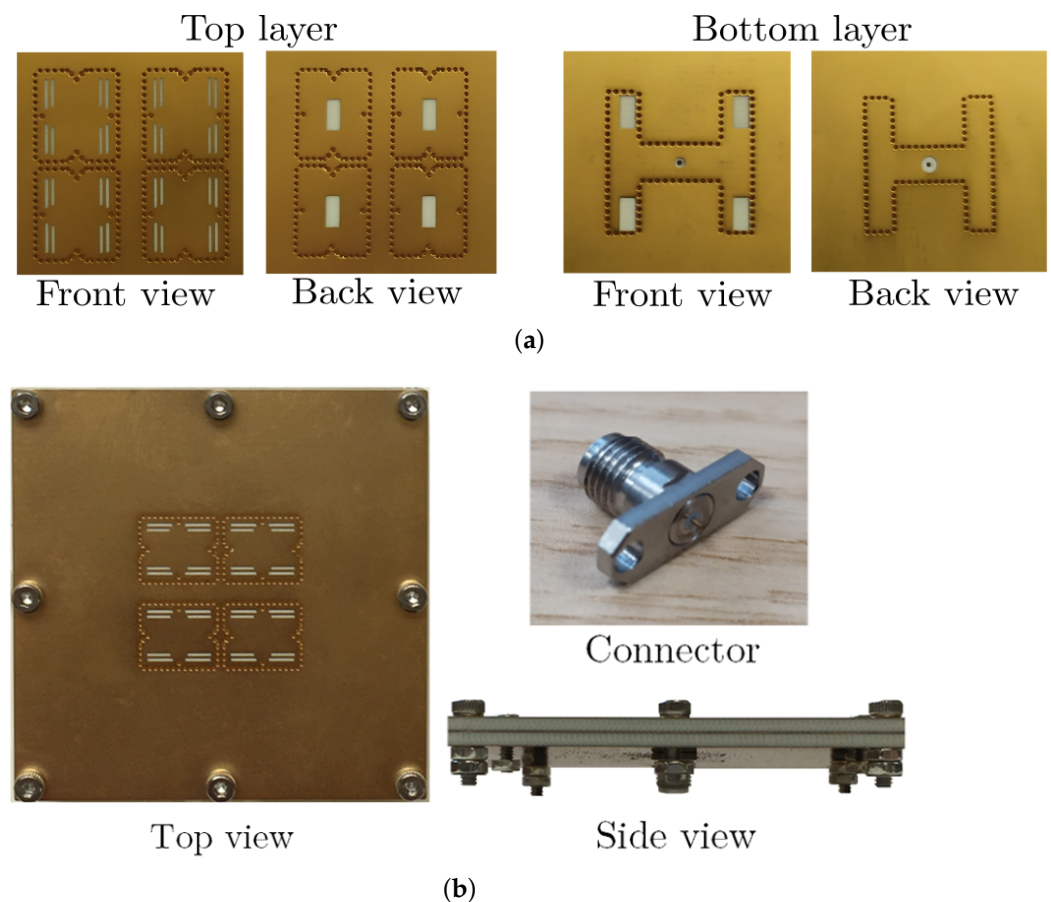 Top layer
Bottom layer
Front view
Back view
Front view
Back view
(a)
Connector
Top view
Side view
(b)